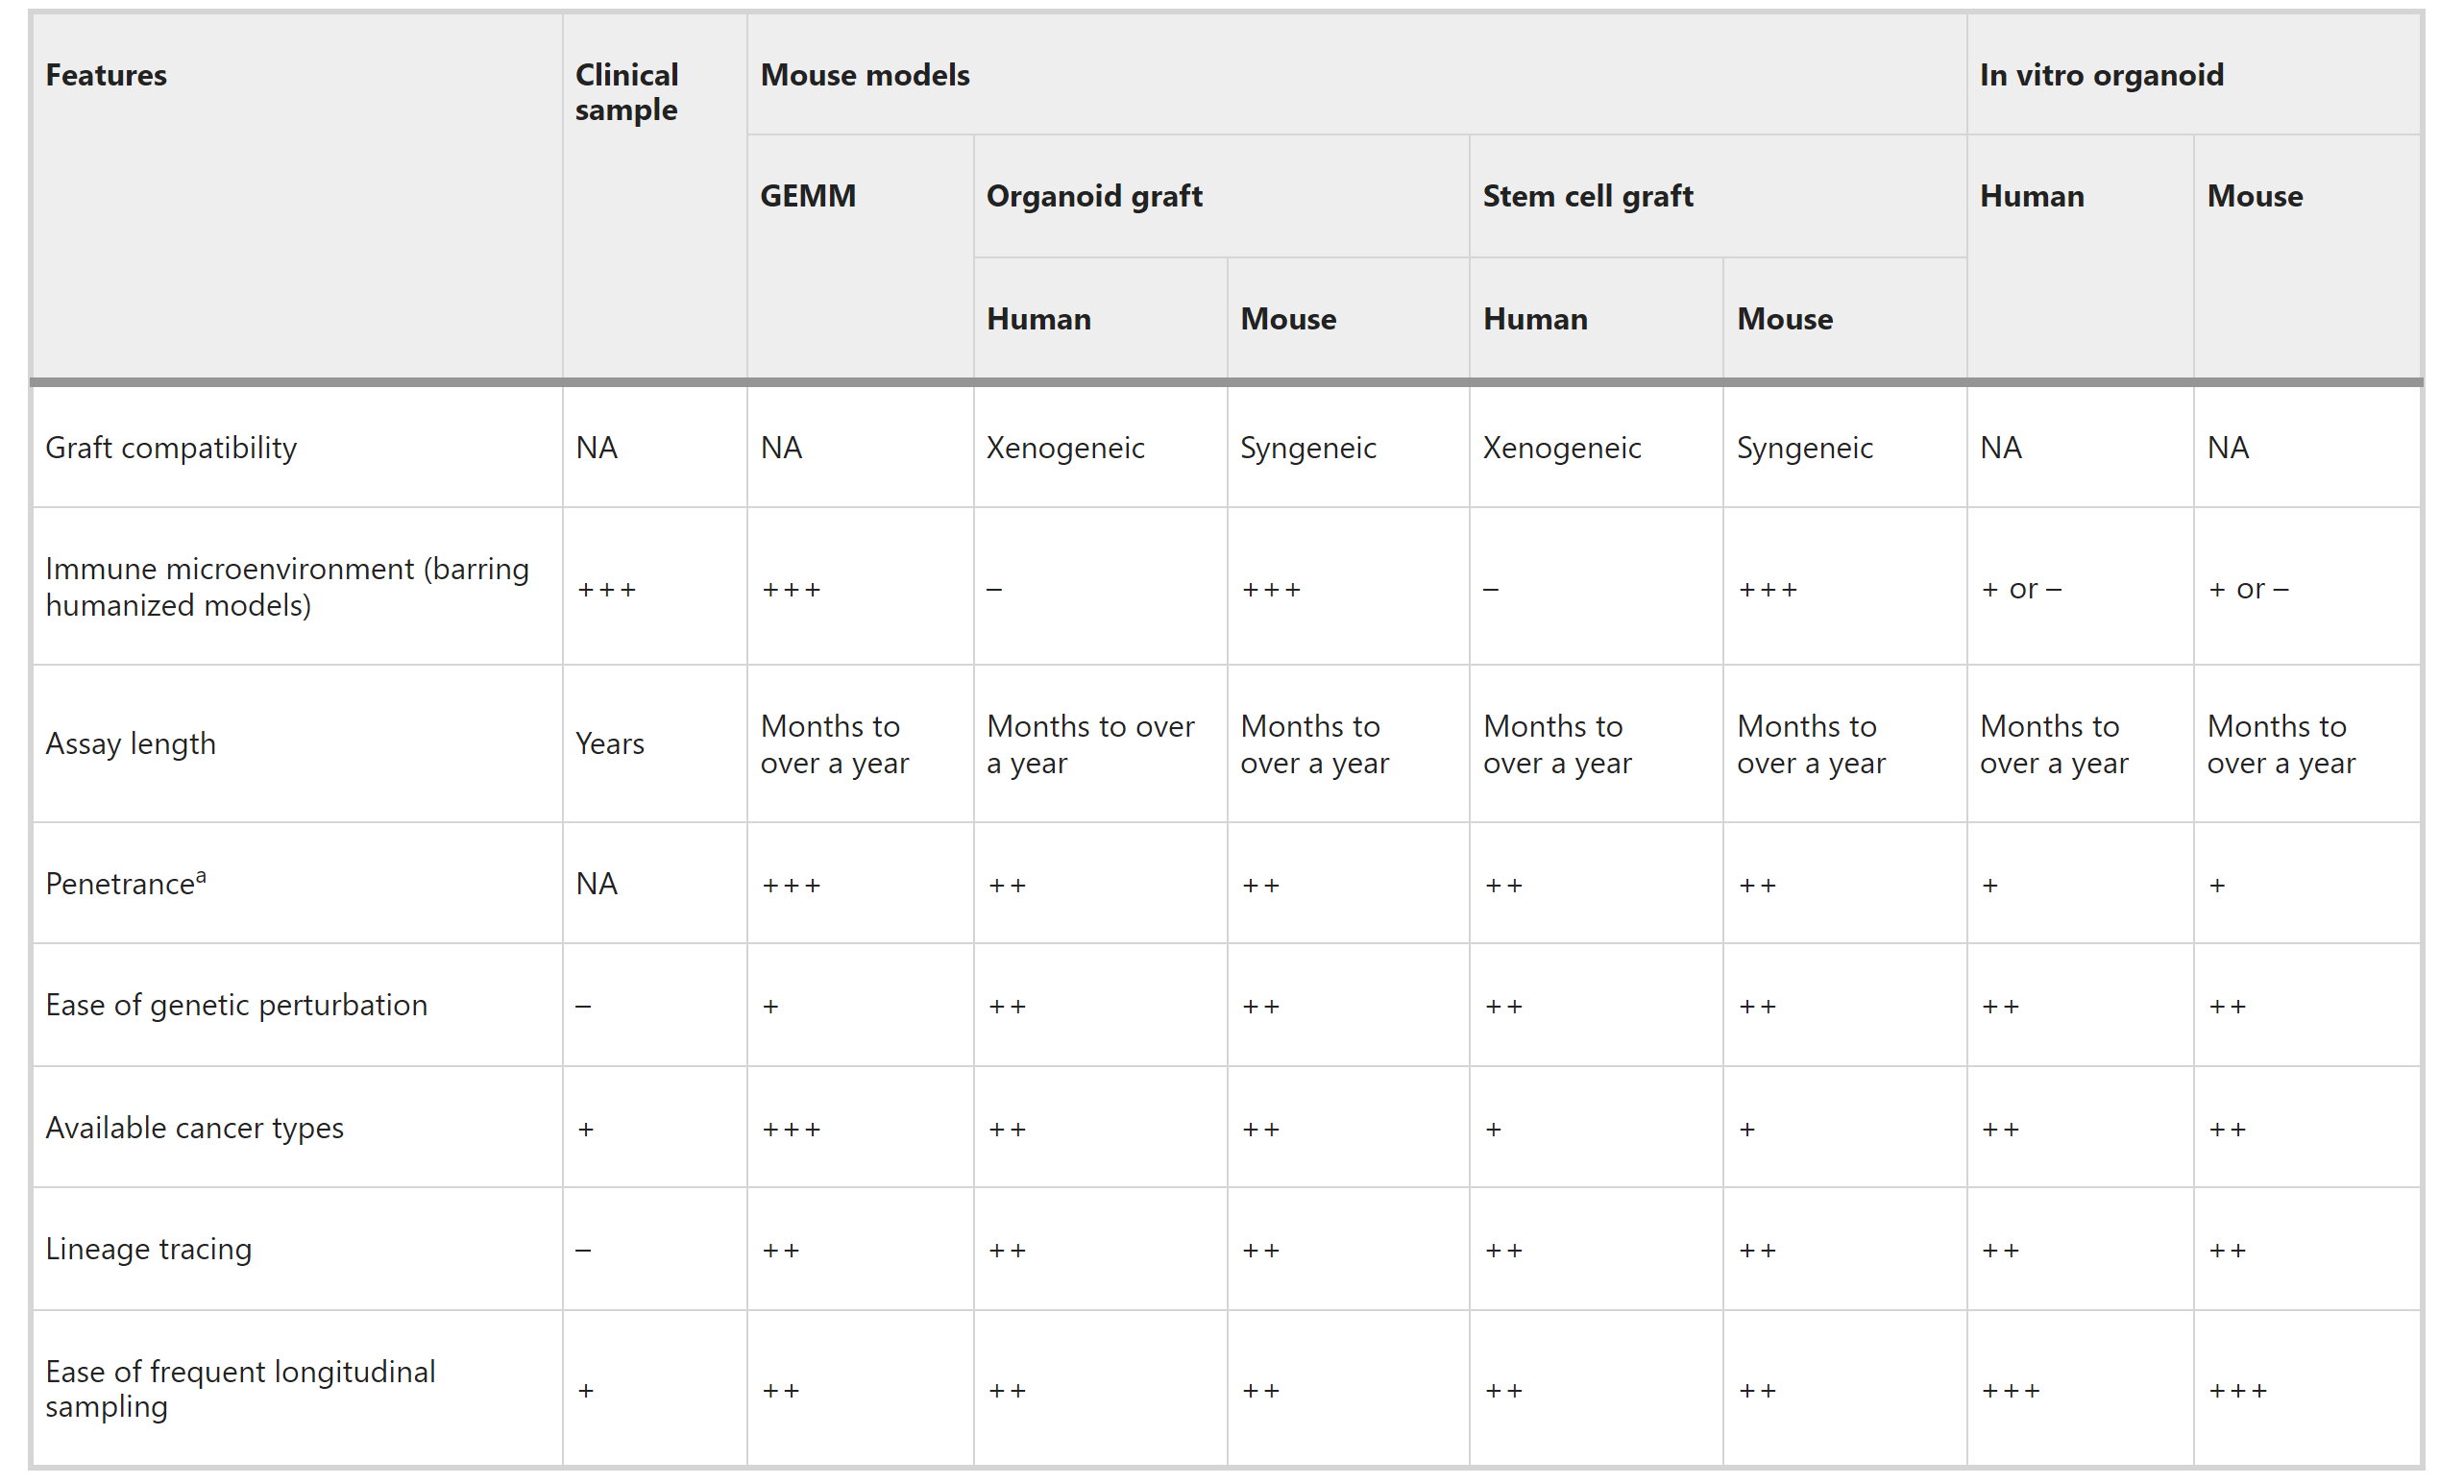 Features Clinical sample Mouse models In vitro organoid
GEMM Organoid graft Stem cell graft Human Mouse
Human Mouse Human Mouse
Graft compatibility NA NA Xenogeneic Syngeneic Xenogeneic Syngeneic NA NA
Immune microenvironment (barring humanized models) +++ +++ – +++ – +++ + or – + or –
Assay length Years Months to over a year Months to over a year Months to over a year Months to over a year Months to over a year Months to over a year Months to over a year
Penetranceᵃ NA +++ ++ ++ ++ ++ + +
Ease of genetic perturbation – + ++ ++ ++ ++ ++ ++
Available cancer types + +++ ++ ++ + + ++ ++
Lineage tracing – ++ ++ ++ ++ ++ ++ ++
Ease of frequent longitudinal sampling + ++ ++ ++ ++ ++ +++ +++